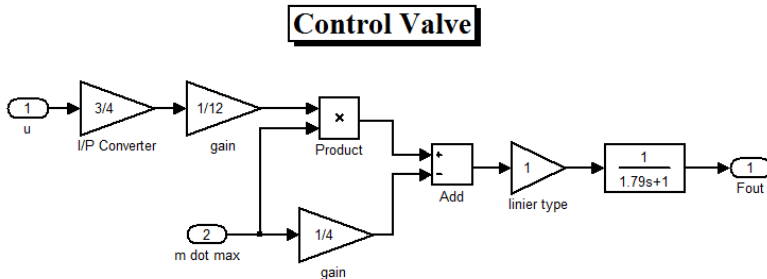 Control Valve
1
u
3/4
I/P Converter
1/12
gain
×
Product
+
−
Add
1
linier type
1
1.79s+1
1
Fout
2
m dot max
1/4
gain